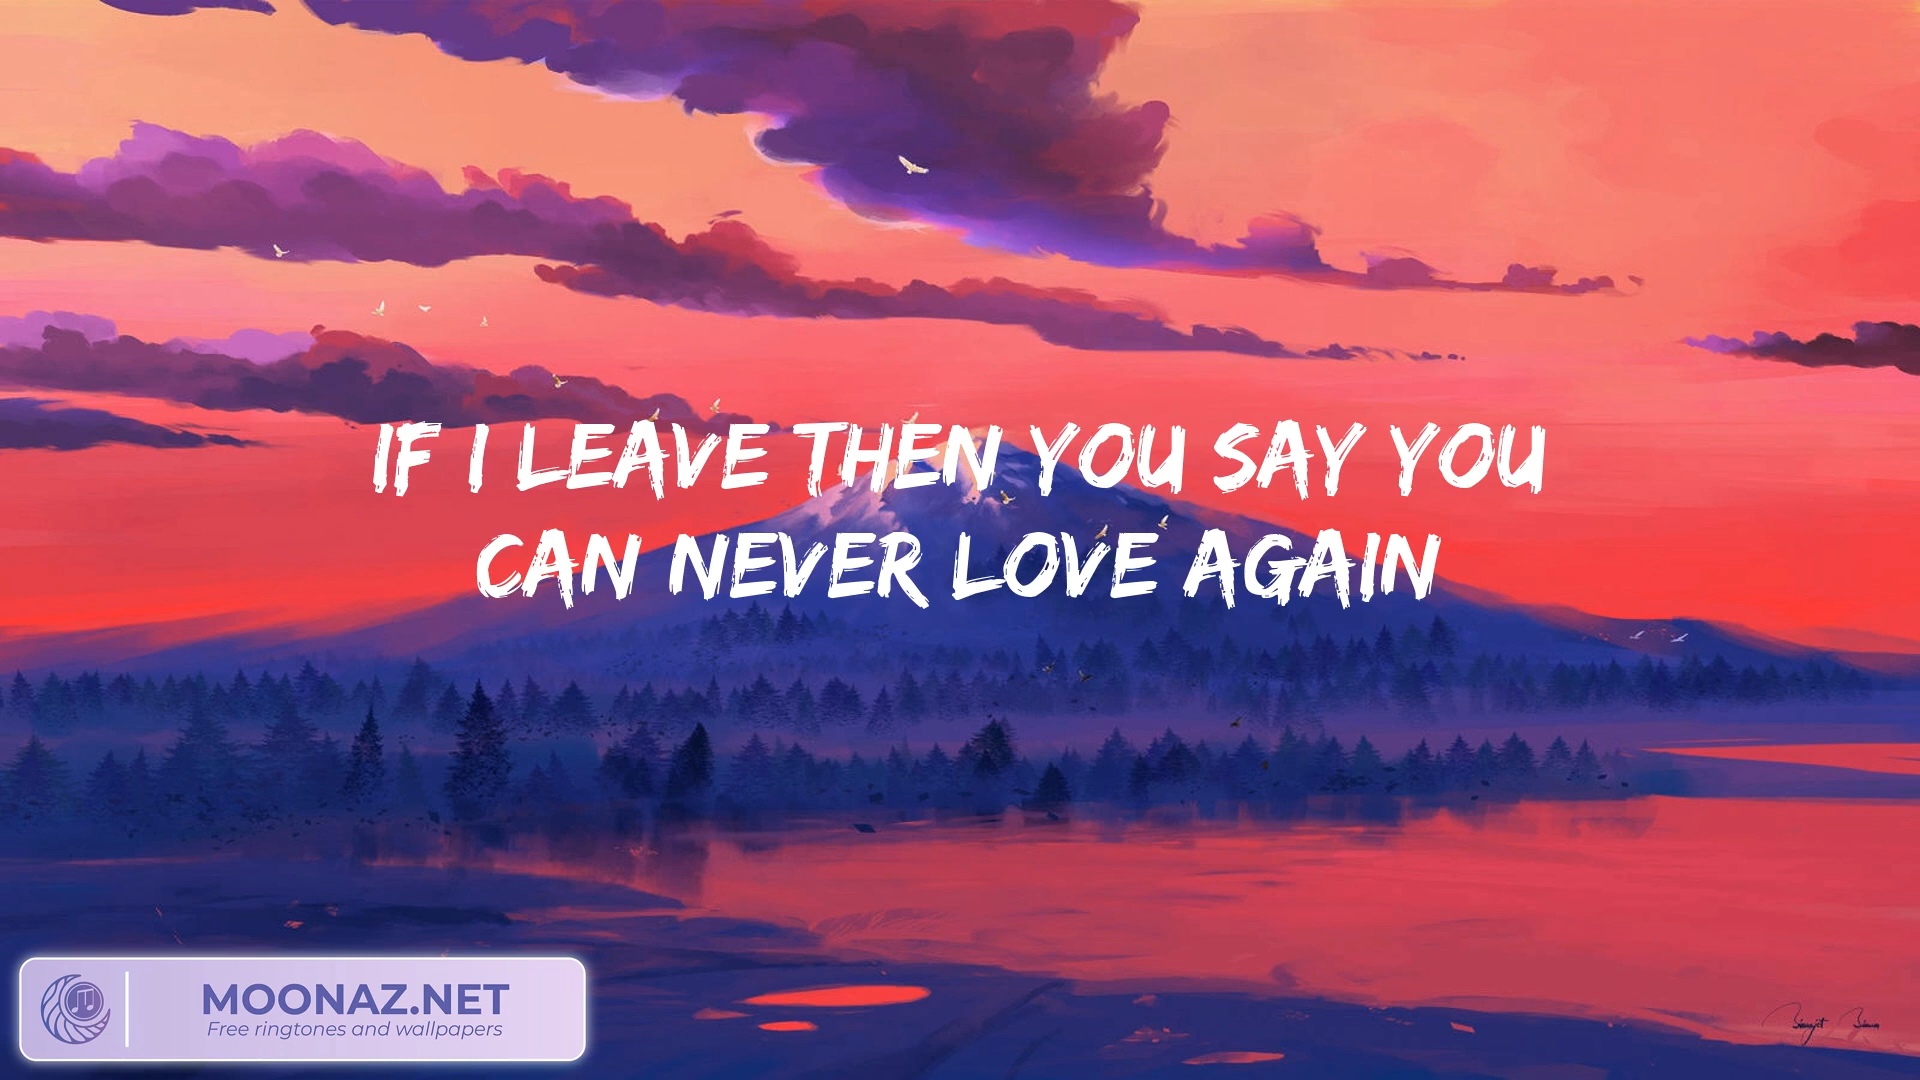 IF I LEAVE THEN YOU SAY YOU
CAN NEVER LOVE AGAIN
MOONAZ.NET
Free ringtones and wallpapers